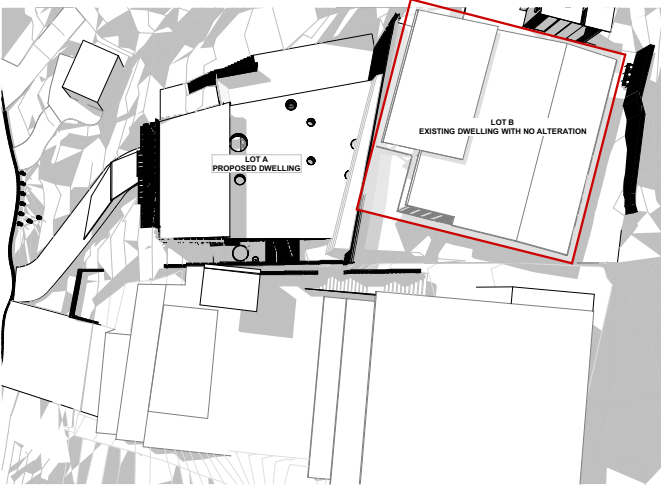 LOT A
PROPOSED DWELLING
LOT B
EXISTING DWELLING WITH NO ALTERATION